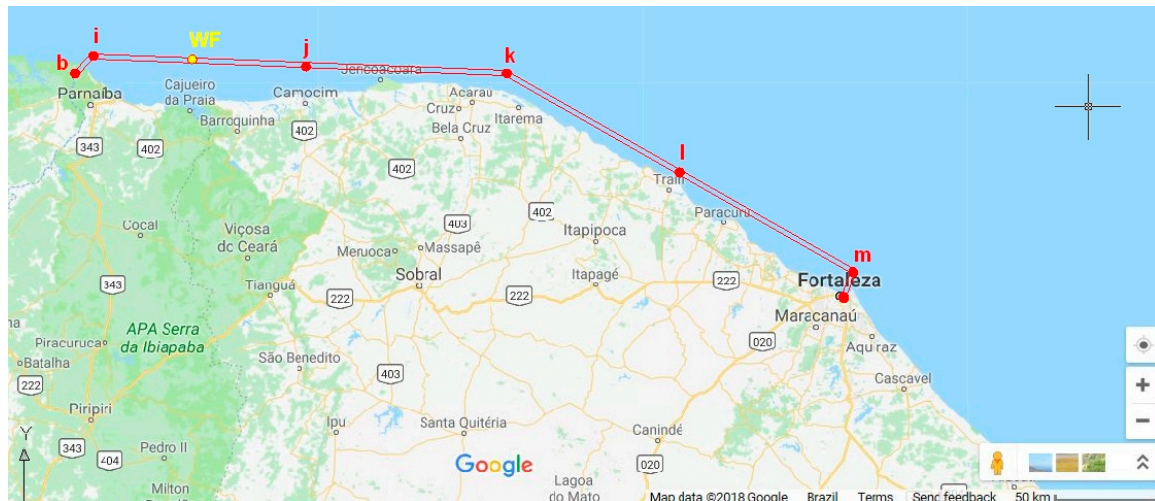 WF
i
j
b
k
Jericoacoara
Parnaíba
Cajueiro
da Praia
Camocim
Acaraú
Cruz
Itarema
Barroquinha
402
Bela Cruz
343
402
402
l
Trairi
402
403
Paracuru
Cocal
Viçosa
do Ceará
Itapipoca
Massapê
Meruoca
m
Sobral
Itapagé
Fortaleza
343
Tianguá
222
222
222
Maracanaú
APA Serra
da Ibiapaba
020
Piracuruca
Aquiraz
São Benedito
Batalha
403
222
Cascavel
Piripiri
Ipu
Santa Quitéria
Canindé
Y
343
Pedro II
404
Google
020
Milton
Lagoa
do Mato
Map data ©2018 Google Brazil Terms Send feedback 50 km